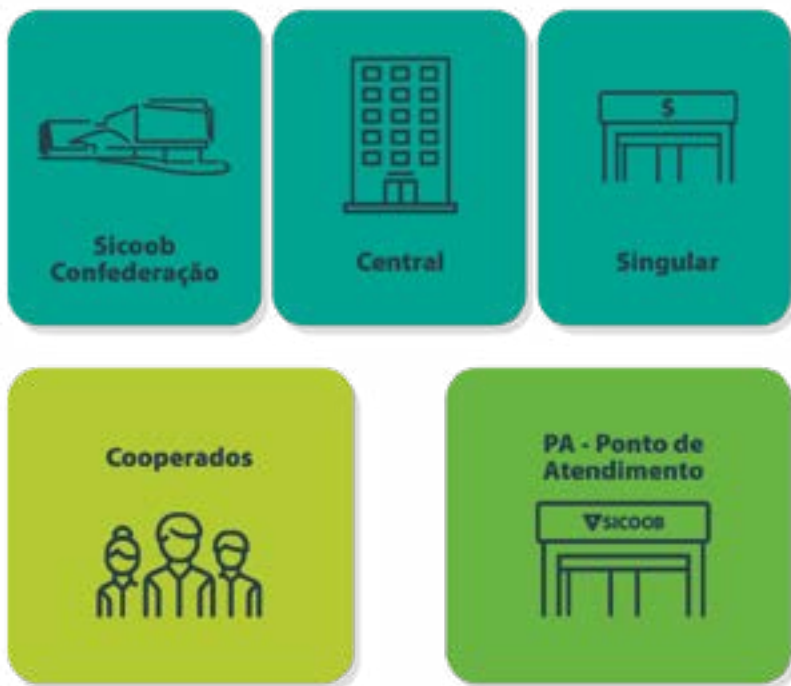 Sicoob
Confederação
Central
S
Singular
Cooperados
PA - Ponto de
Atendimento
SICOOB